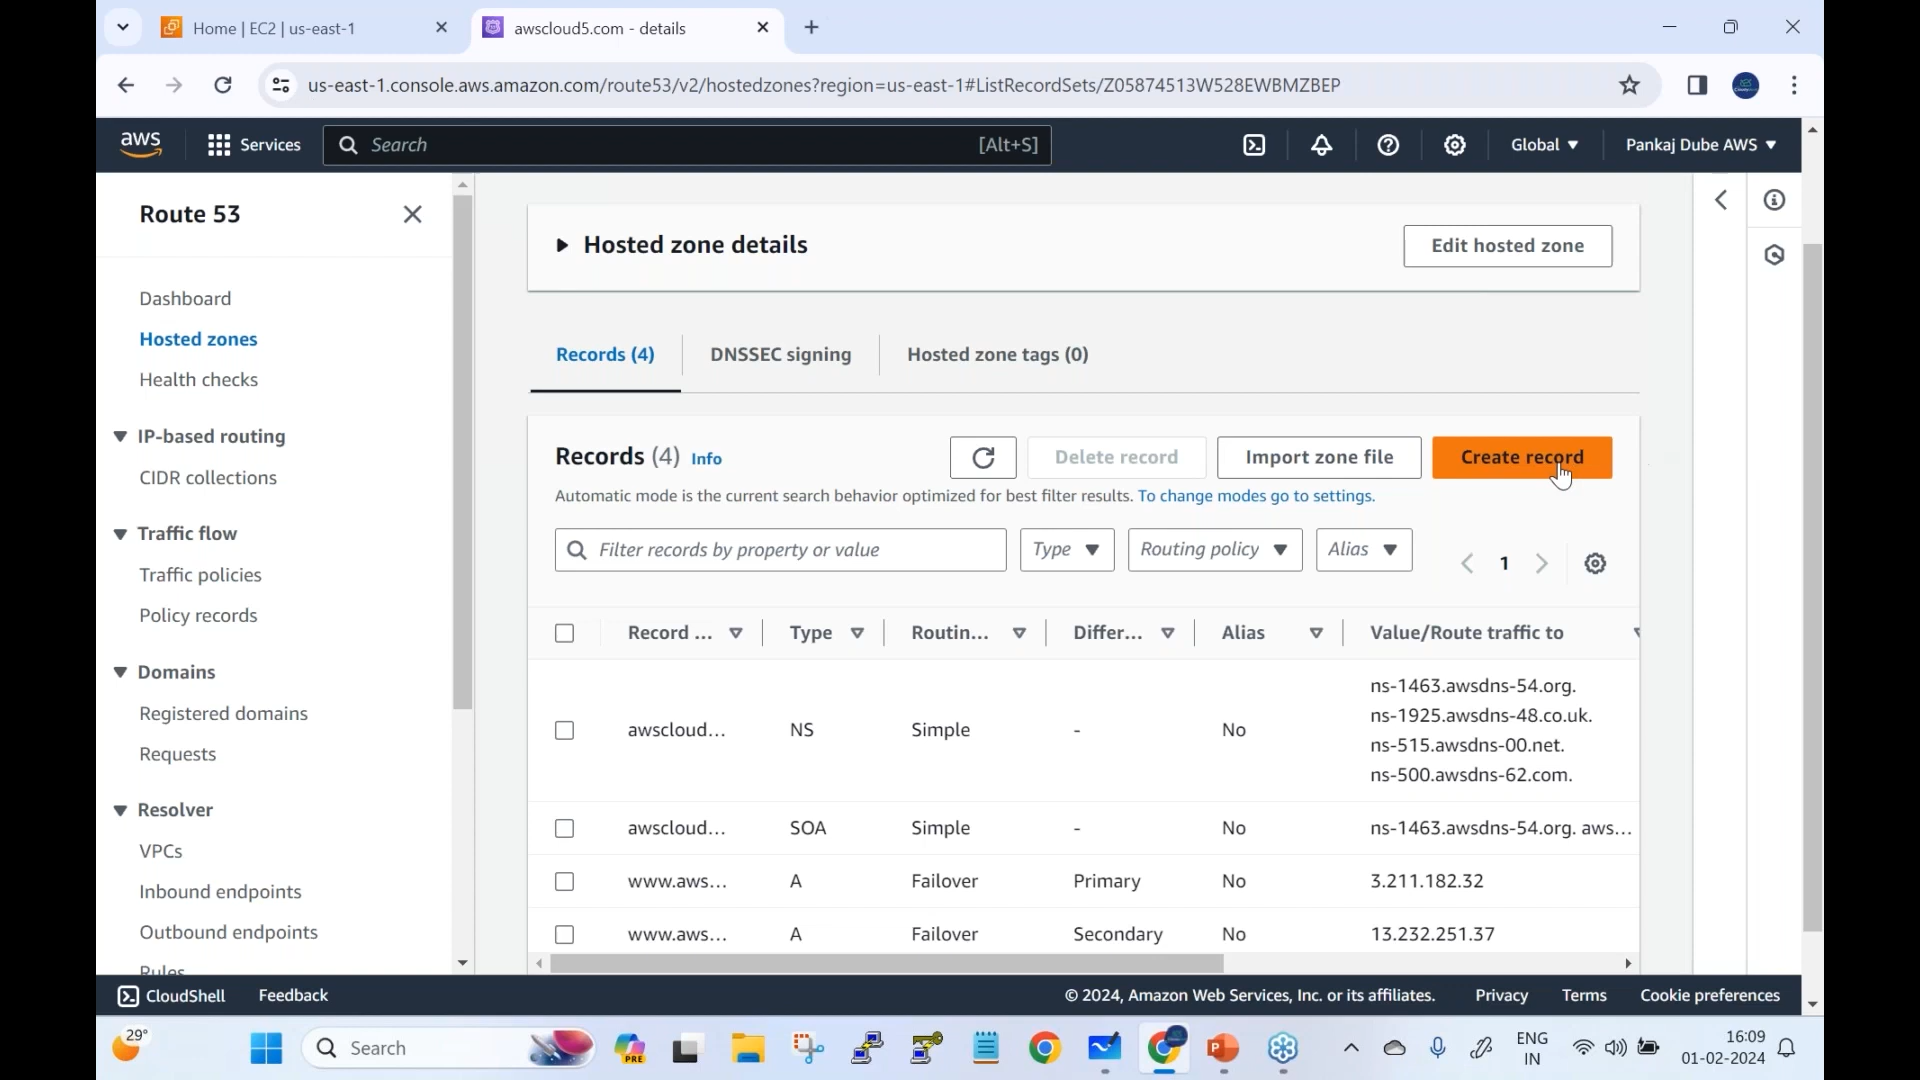 Home | EC2 | us-east-1
awscloud5.com - details
us-east-1.console.aws.amazon.com/route53/v2/hostedzones?region=us-east-1#ListRecordSets/Z05874513W528EWBMZBEP
aws
Services
Search
[Alt+S]
Global
Pankaj Dube AWS
Route 53
Dashboard
Hosted zones
Health checks
IP-based routing
CIDR collections
Traffic flow
Traffic policies
Policy records
Domains
Registered domains
Requests
Resolver
VPCs
Inbound endpoints
Outbound endpoints
Rules
Hosted zone details
Edit hosted zone
Records (4)
DNSSEC signing
Hosted zone tags (0)
Records (4) Info
Delete record
Import zone file
Create record
Automatic mode is the current search behavior optimized for best filter results. To change modes go to settings.
Filter records by property or value
Type
Routing policy
Alias
1
Record ...
Type
Routin...
Differ...
Alias
Value/Route traffic to
awscloud...
NS
Simple
-
No
ns-1463.awsdns-54.org.
ns-1925.awsdns-48.co.uk.
ns-515.awsdns-00.net.
ns-500.awsdns-62.com.
awscloud...
SOA
Simple
-
No
ns-1463.awsdns-54.org. aws...
www.aws...
A
Failover
Primary
No
3.211.182.32
www.aws...
A
Failover
Secondary
No
13.232.251.37
CloudShell
Feedback
© 2024, Amazon Web Services, Inc. or its affiliates.
Privacy
Terms
Cookie preferences
29°
Search
PRE
ENG
IN
16:09
01-02-2024